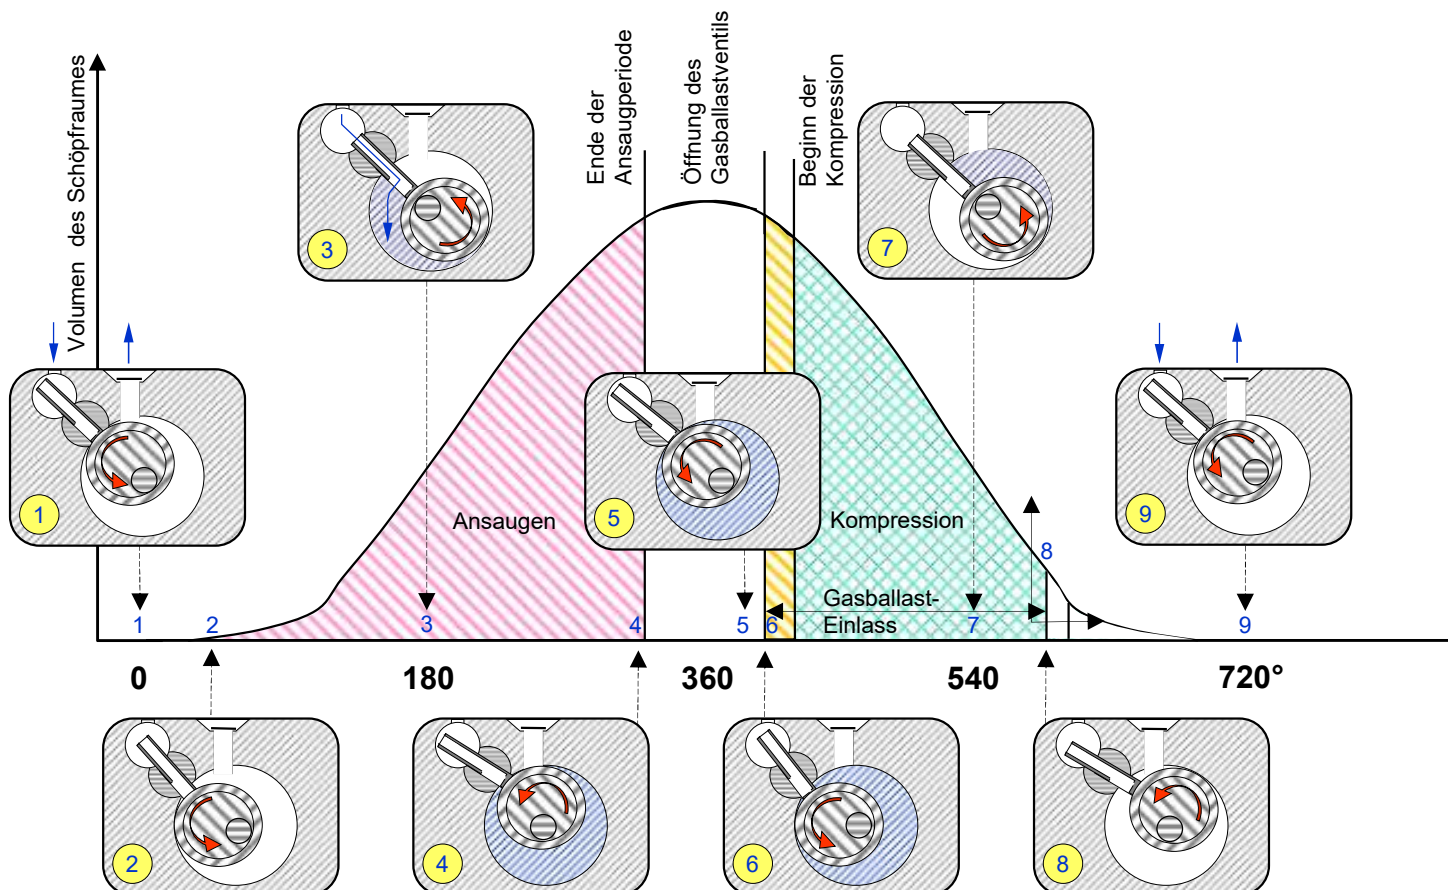 Volumen des Schöpfraumes
Ende der
Ansaugperiode
Öffnung des
Gasballastventils
Beginn der
Kompression
3
7
1
5
9
Ansaugen
Kompression
8
Gasballast-
Einlass
1
2
3
4
5
6
7
9
0
180
360
540
720°
2
4
6
8